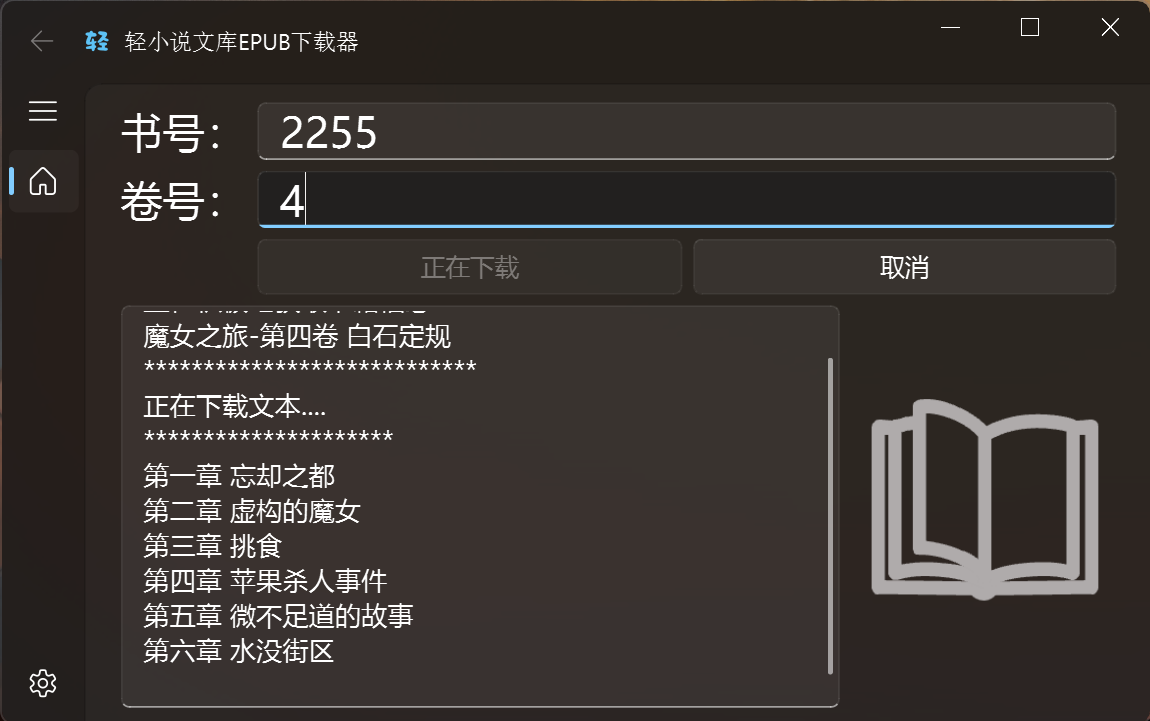 轻 轻小说文库EPUB下载器
书号： 2255
卷号： 4
正在下载 取消
魔女之旅-第四卷 白石定规
****************************
正在下载文本....
*********************
第一章 忘却之都
第二章 虚构的魔女
第三章 挑食
第四章 苹果杀人事件
第五章 微不足道的故事
第六章 水没街区